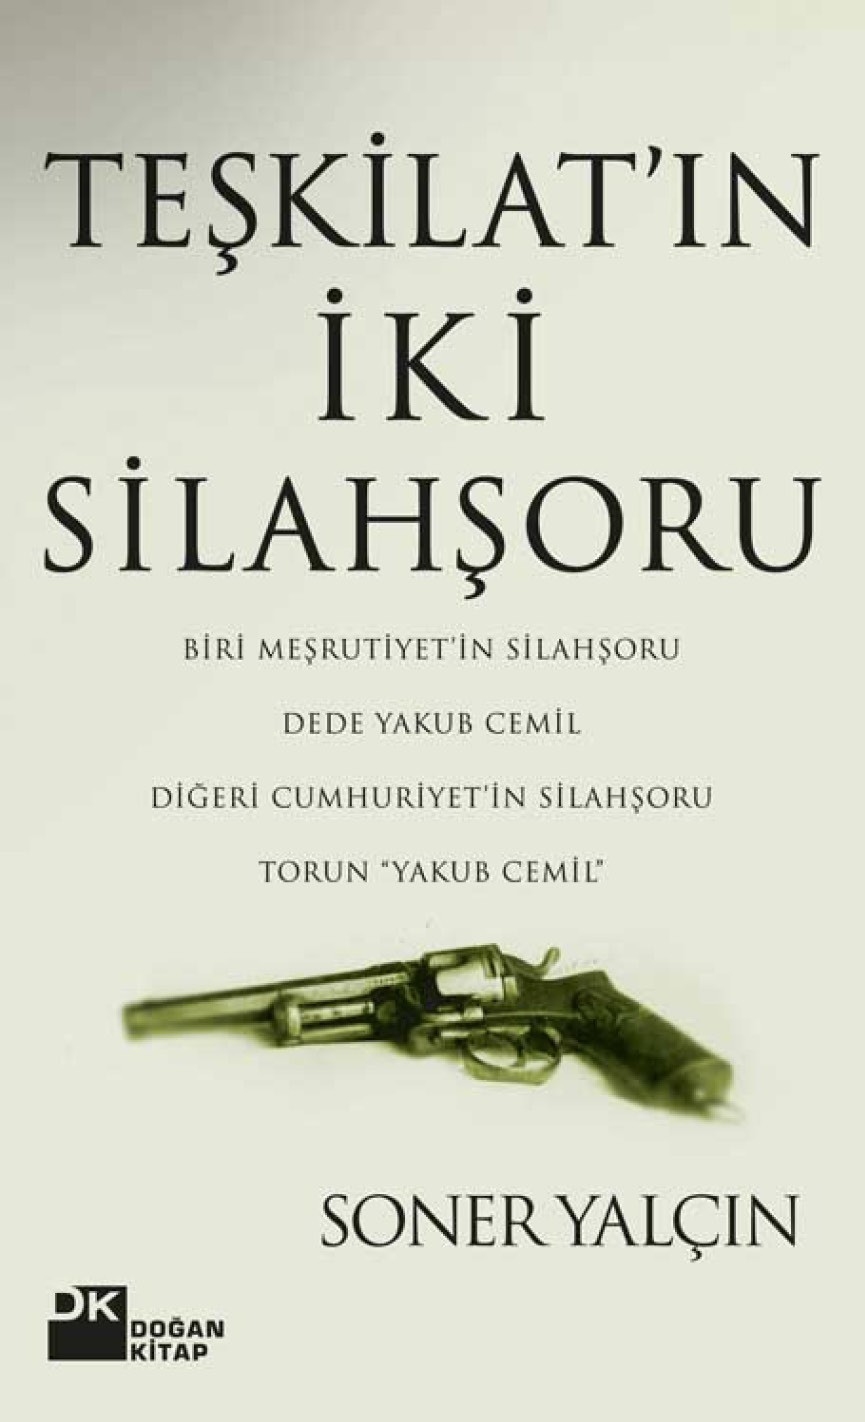 TEŞKİLAT'IN
İKİ
SİLAHŞORU
BİRİ MEŞRUTİYET'İN SİLAHŞORU
DEDE YAKUB CEMİL
DİĞERİ CUMHURİYET'İN SİLAHŞORU
TORUN “YAKUB CEMİL”
SONER YALÇIN
DK
DOĞAN
KİTAP